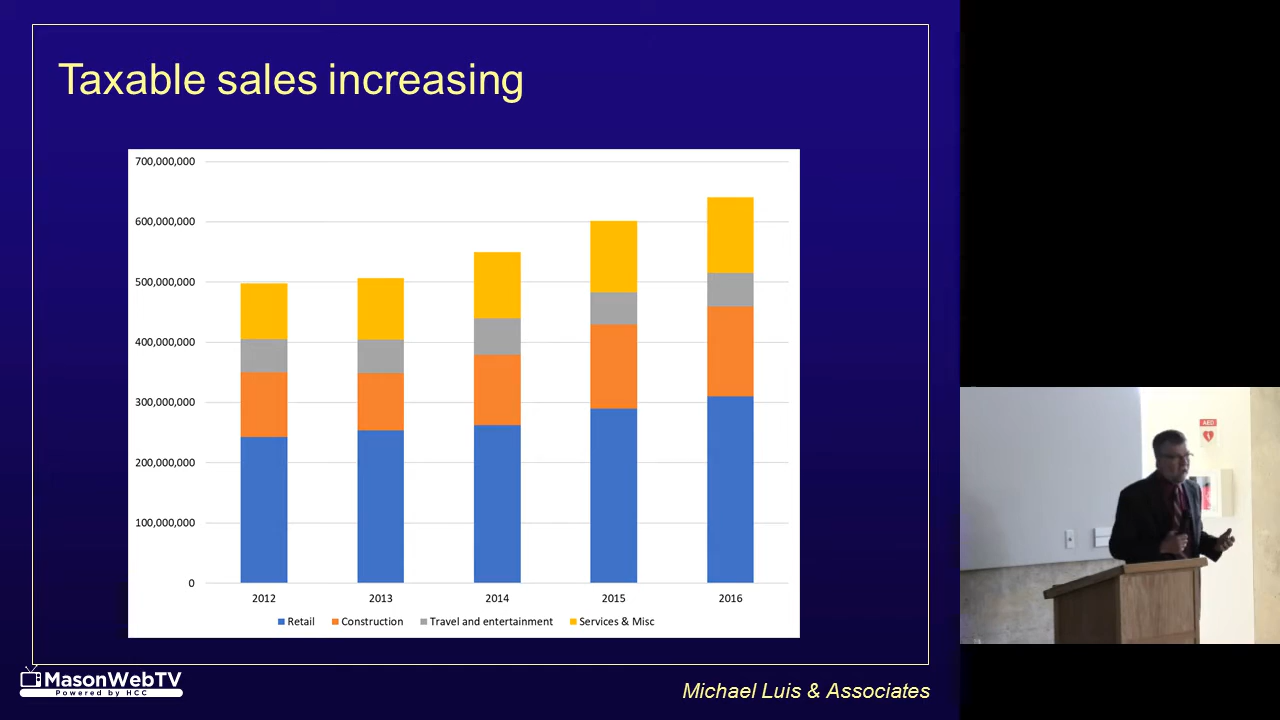 Taxable sales increasing
700,000,000
600,000,000
500,000,000
400,000,000
300,000,000
200,000,000
100,000,000
0
2012 2013 2014 2015 2016
Retail Construction Travel and entertainment Services & Misc
MasonWebTV
Powered by HCC
Michael Luis & Associates
AED